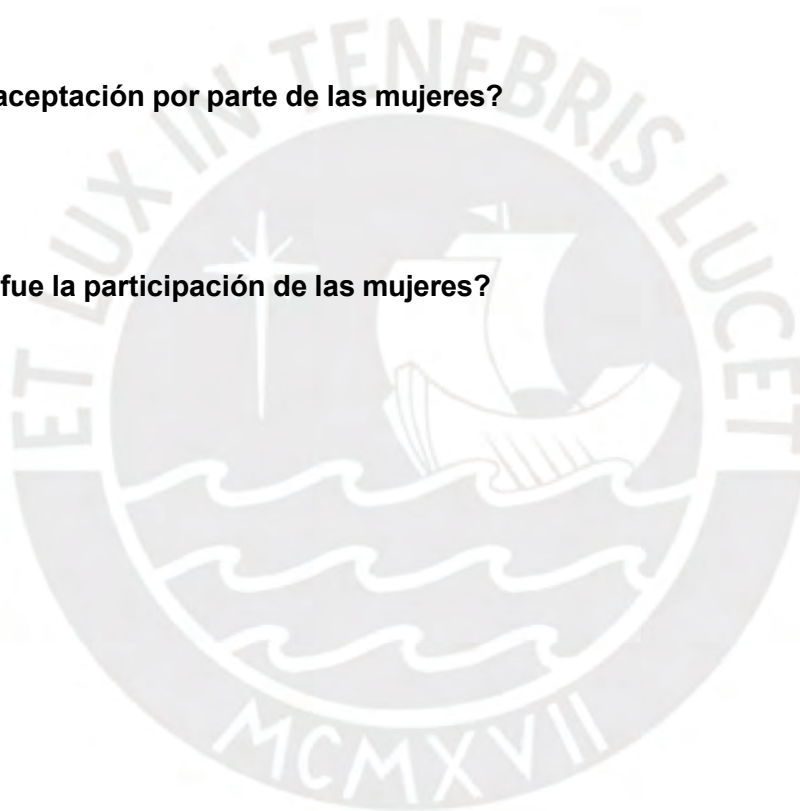 aceptación por parte de las mujeres?
fue la participación de las mujeres?
ET LUX IN TENEBRIS LUCET
MCMXVII